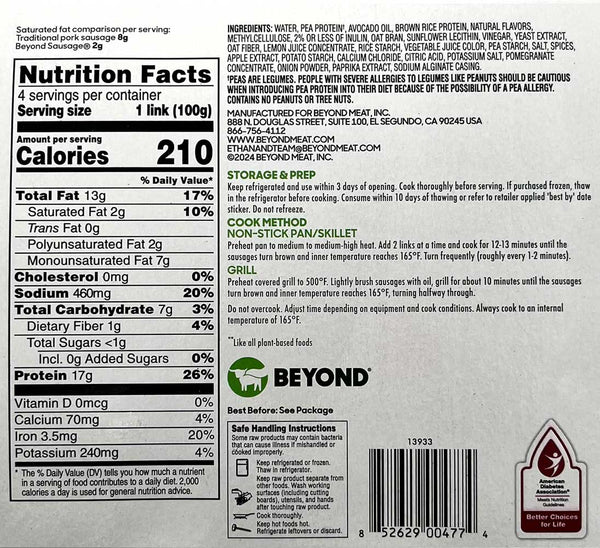 Saturated fat comparison per serving:
Traditional pork sausage 8g
Beyond Sausage® 2g
Nutrition Facts
4 servings per container
Serving size 1 link (100g)
Amount per serving
Calories 210
% Daily Value*
Total Fat 13g 17%
Saturated Fat 2g 10%
Trans Fat 0g
Polyunsaturated Fat 2g
Monounsaturated Fat 7g
Cholesterol 0mg 0%
Sodium 460mg 20%
Total Carbohydrate 7g 3%
Dietary Fiber 1g 4%
Total Sugars <1g
Incl. 0g Added Sugars 0%
Protein 17g 26%
Vitamin D 0mcg 0%
Calcium 70mg 4%
Iron 3.5mg 20%
Potassium 240mg 4%
* The % Daily Value (DV) tells you how much a nutrient
in a serving of food contributes to a daily diet. 2,000
calories a day is used for general nutrition advice.
INGREDIENTS: WATER, PEA PROTEIN¹, AVOCADO OIL, BROWN RICE PROTEIN, NATURAL FLAVORS,
METHYLCELLULOSE, 2% OR LESS OF INULIN, OAT BRAN, SUNFLOWER LECITHIN, VINEGAR, YEAST EXTRACT,
OAT FIBER, LEMON JUICE CONCENTRATE, RICE STARCH, VEGETABLE JUICE COLOR, PEA STARCH, SALT, SPICES,
APPLE EXTRACT, POTATO STARCH, CALCIUM CHLORIDE, CITRIC ACID, POTASSIUM SALT, POMEGRANATE
CONCENTRATE, ONION POWDER, PAPRIKA EXTRACT, SODIUM ALGINATE CASING.
¹PEAS ARE LEGUMES. PEOPLE WITH SEVERE ALLERGIES TO LEGUMES LIKE PEANUTS SHOULD BE CAUTIOUS
WHEN INTRODUCING PEA PROTEIN INTO THEIR DIET BECAUSE OF THE POSSIBILITY OF A PEA ALLERGY.
CONTAINS NO PEANUTS OR TREE NUTS.
MANUFACTURED FOR BEYOND MEAT, INC.
888 N. DOUGLAS STREET, SUITE 100, EL SEGUNDO, CA 90245 USA
866-756-4112
WWW.BEYONDMEAT.COM
ETHANANDTEAM@BEYONDMEAT.COM
©2024 BEYOND MEAT, INC.
STORAGE & PREP
Keep refrigerated and use within 3 days of opening. Cook thoroughly before serving. If purchased frozen, thaw
in the refrigerator before cooking. Consume within 10 days of thawing or refer to retailer applied 'best by' date
sticker. Do not refreeze.
COOK METHOD
NON-STICK PAN/SKILLET
Preheat pan to medium to medium-high heat. Add 2 links at a time and cook for 12-13 minutes until the
sausages turn brown and inner temperature reaches 165°F. Turn frequently (roughly every 1-2 minutes).
GRILL
Preheat covered grill to 500°F. Lightly brush sausages with oil, grill for about 10 minutes until the sausages
turn brown and inner temperature reaches 165°F, turning halfway through.
Do not overcook. Adjust time depending on equipment and cook conditions. Always cook to an internal
temperature of 165°F.
**Like all plant-based foods
BEYOND®
Best Before: See Package
Safe Handling Instructions
Some raw products may contain bacteria
that can cause illness if mishandled or
cooked improperly.
Keep refrigerated or frozen.
Thaw in refrigerator.
Keep raw product separate
from other foods. Wash working
surfaces (including cutting
boards), utensils, and hands
after touching raw product.
Cook thoroughly.
Keep hot foods hot.
Refrigerate leftovers or discard.
13933
8 52629 00477 4
American
Diabetes
Association®
Meets Nutrition
Guidelines
Better Choices
for Life